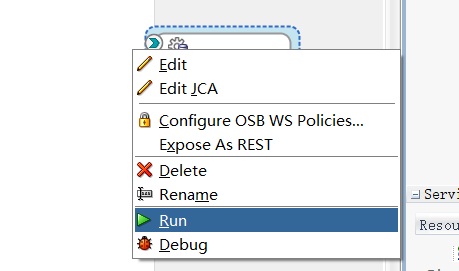 Edit
Edit JCA
Configure OSB WS Policies...
Expose As REST
Delete
Rename
Run
Debug
Servi
Resou